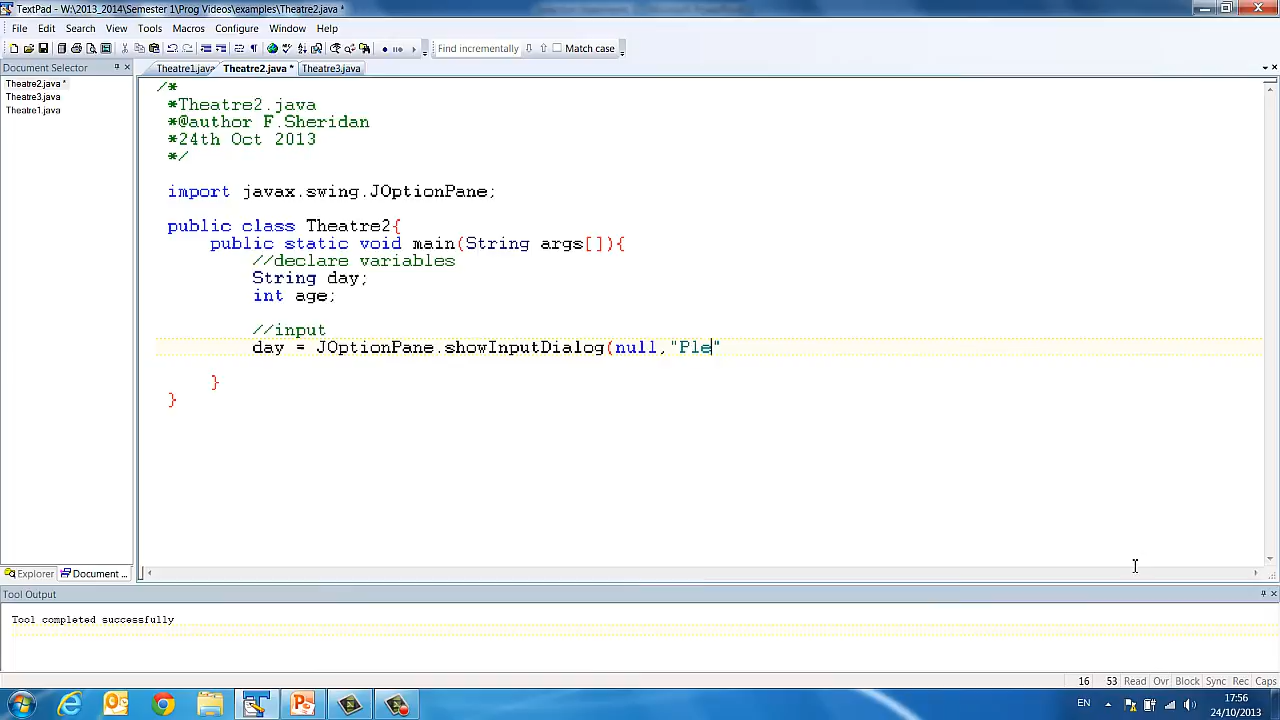 TextPad - W:\2013_2014\Semester 1\Prog Videos\examples\Theatre2.java *
File Edit Search View Tools Macros Configure Window Help
Find incrementally Match case
Document Selector
Theatre1.java Theatre2.java * Theatre3.java
Theatre2.java *
Theatre3.java
Theatre1.java
/*
*Theatre2.java
*@author F.Sheridan
*24th Oct 2013
*/
import javax.swing.JOptionPane;
public class Theatre2{
public static void main(String args[]){
//declare variables
String day;
int age;
//input
day = JOptionPane.showInputDialog(null,"Ple"
}
}
Explorer Document ...
Tool Output
Tool completed successfully
16 53 Read Ovr Block Sync Rec Caps
EN 17:56
24/10/2013